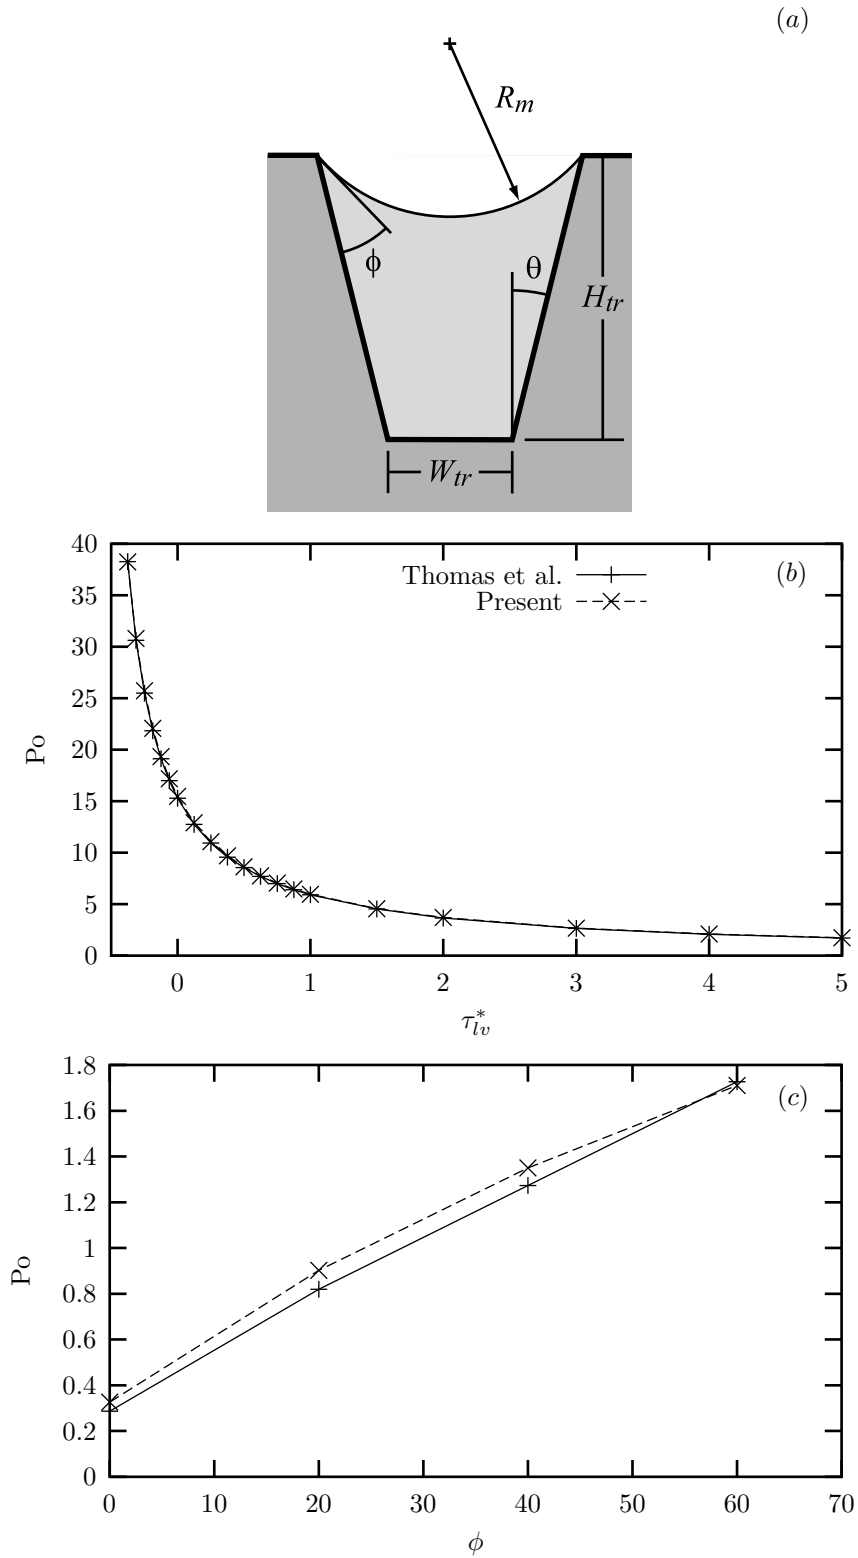 (a)
R_m
ϕ
θ
H_tr
W_tr
(b)
Thomas et al.
Present
40
35
30
25
20
15
10
5
0
Po
0 1 2 3 4 5
τ*_lv
(c)
1.8
1.6
1.4
1.2
1
0.8
0.6
0.4
0.2
0
Po
0 10 20 30 40 50 60 70
ϕ